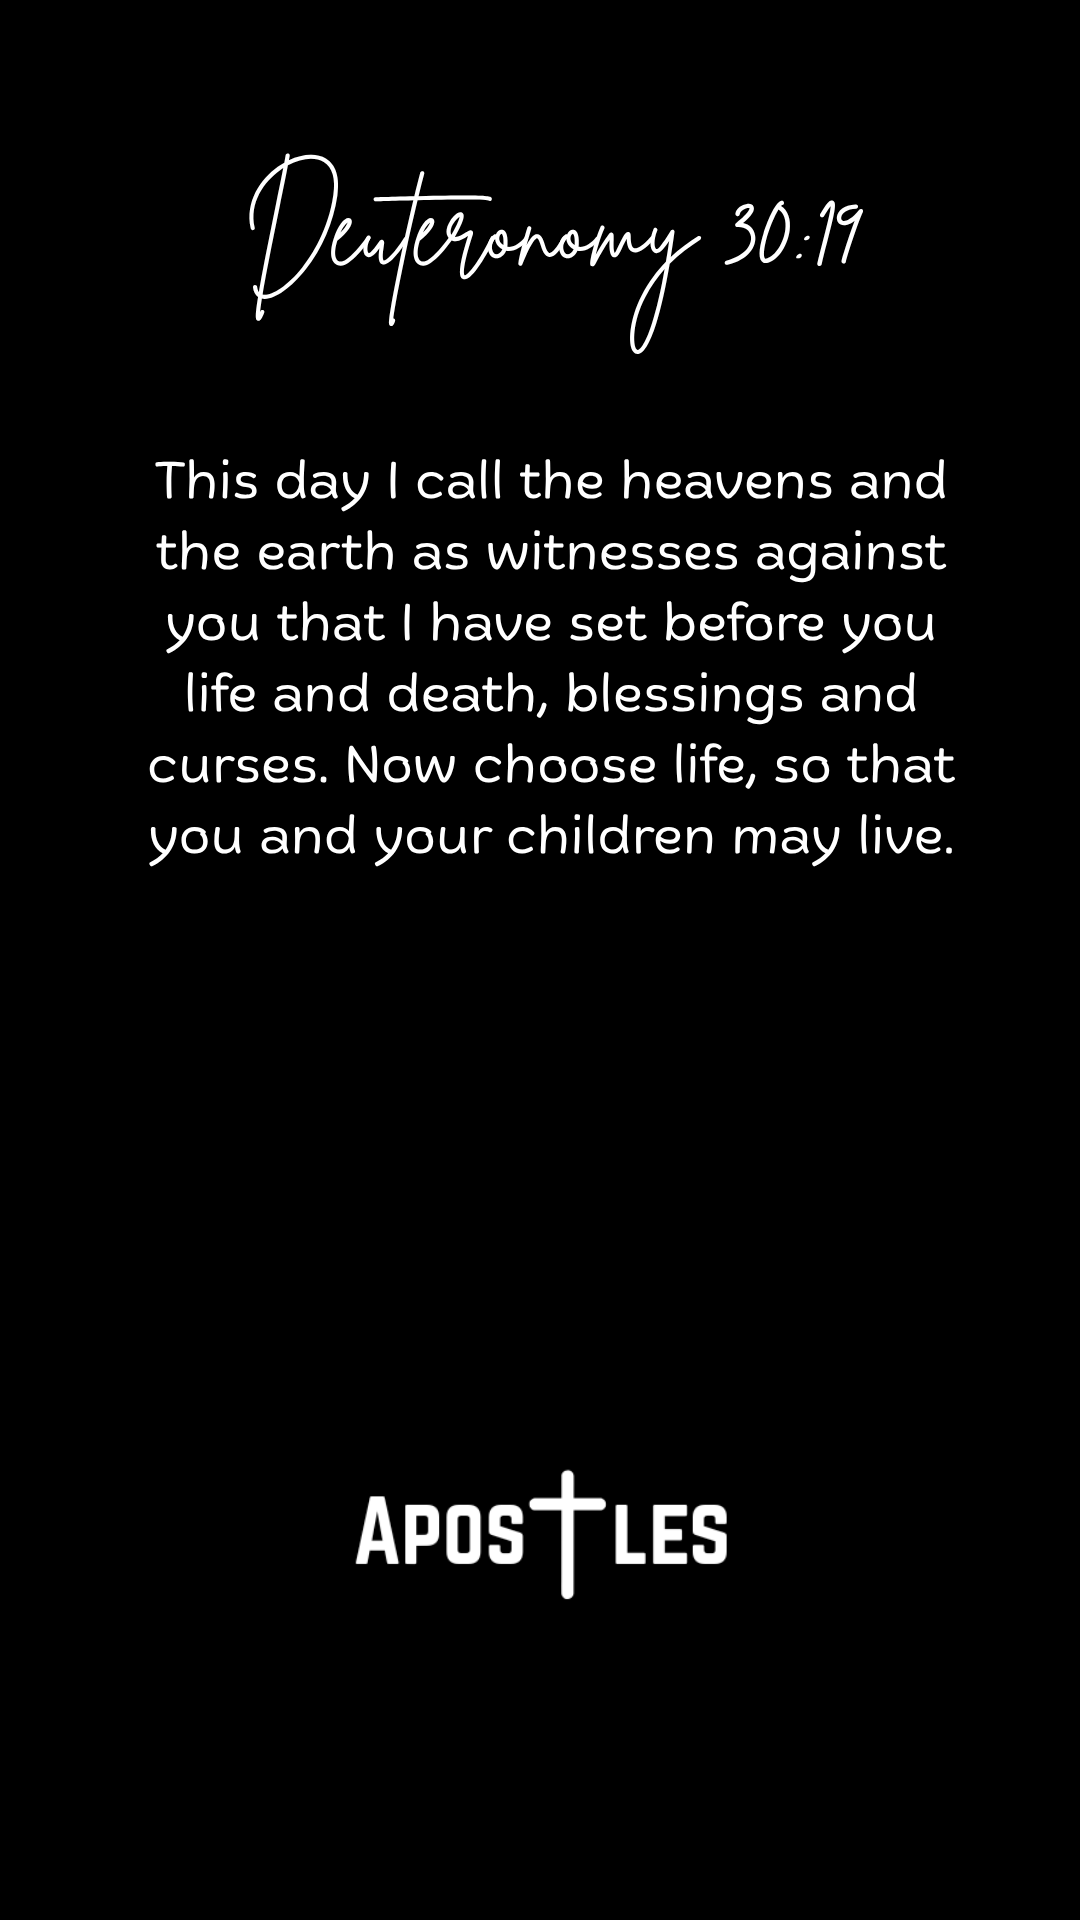 Deuteronomy 30:19
This day I call the heavens and
the earth as witnesses against
you that I have set before you
life and death, blessings and
curses. Now choose life, so that
you and your children may live.
Apostles